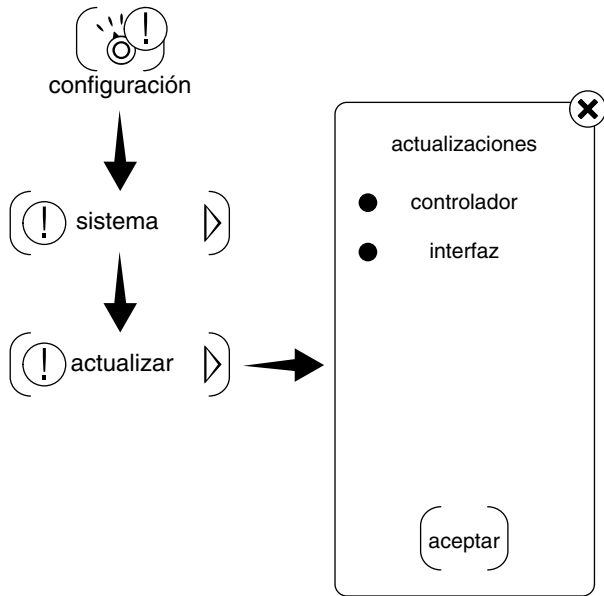 configuración
sistema
actualizar
actualizaciones
controlador
interfaz
aceptar